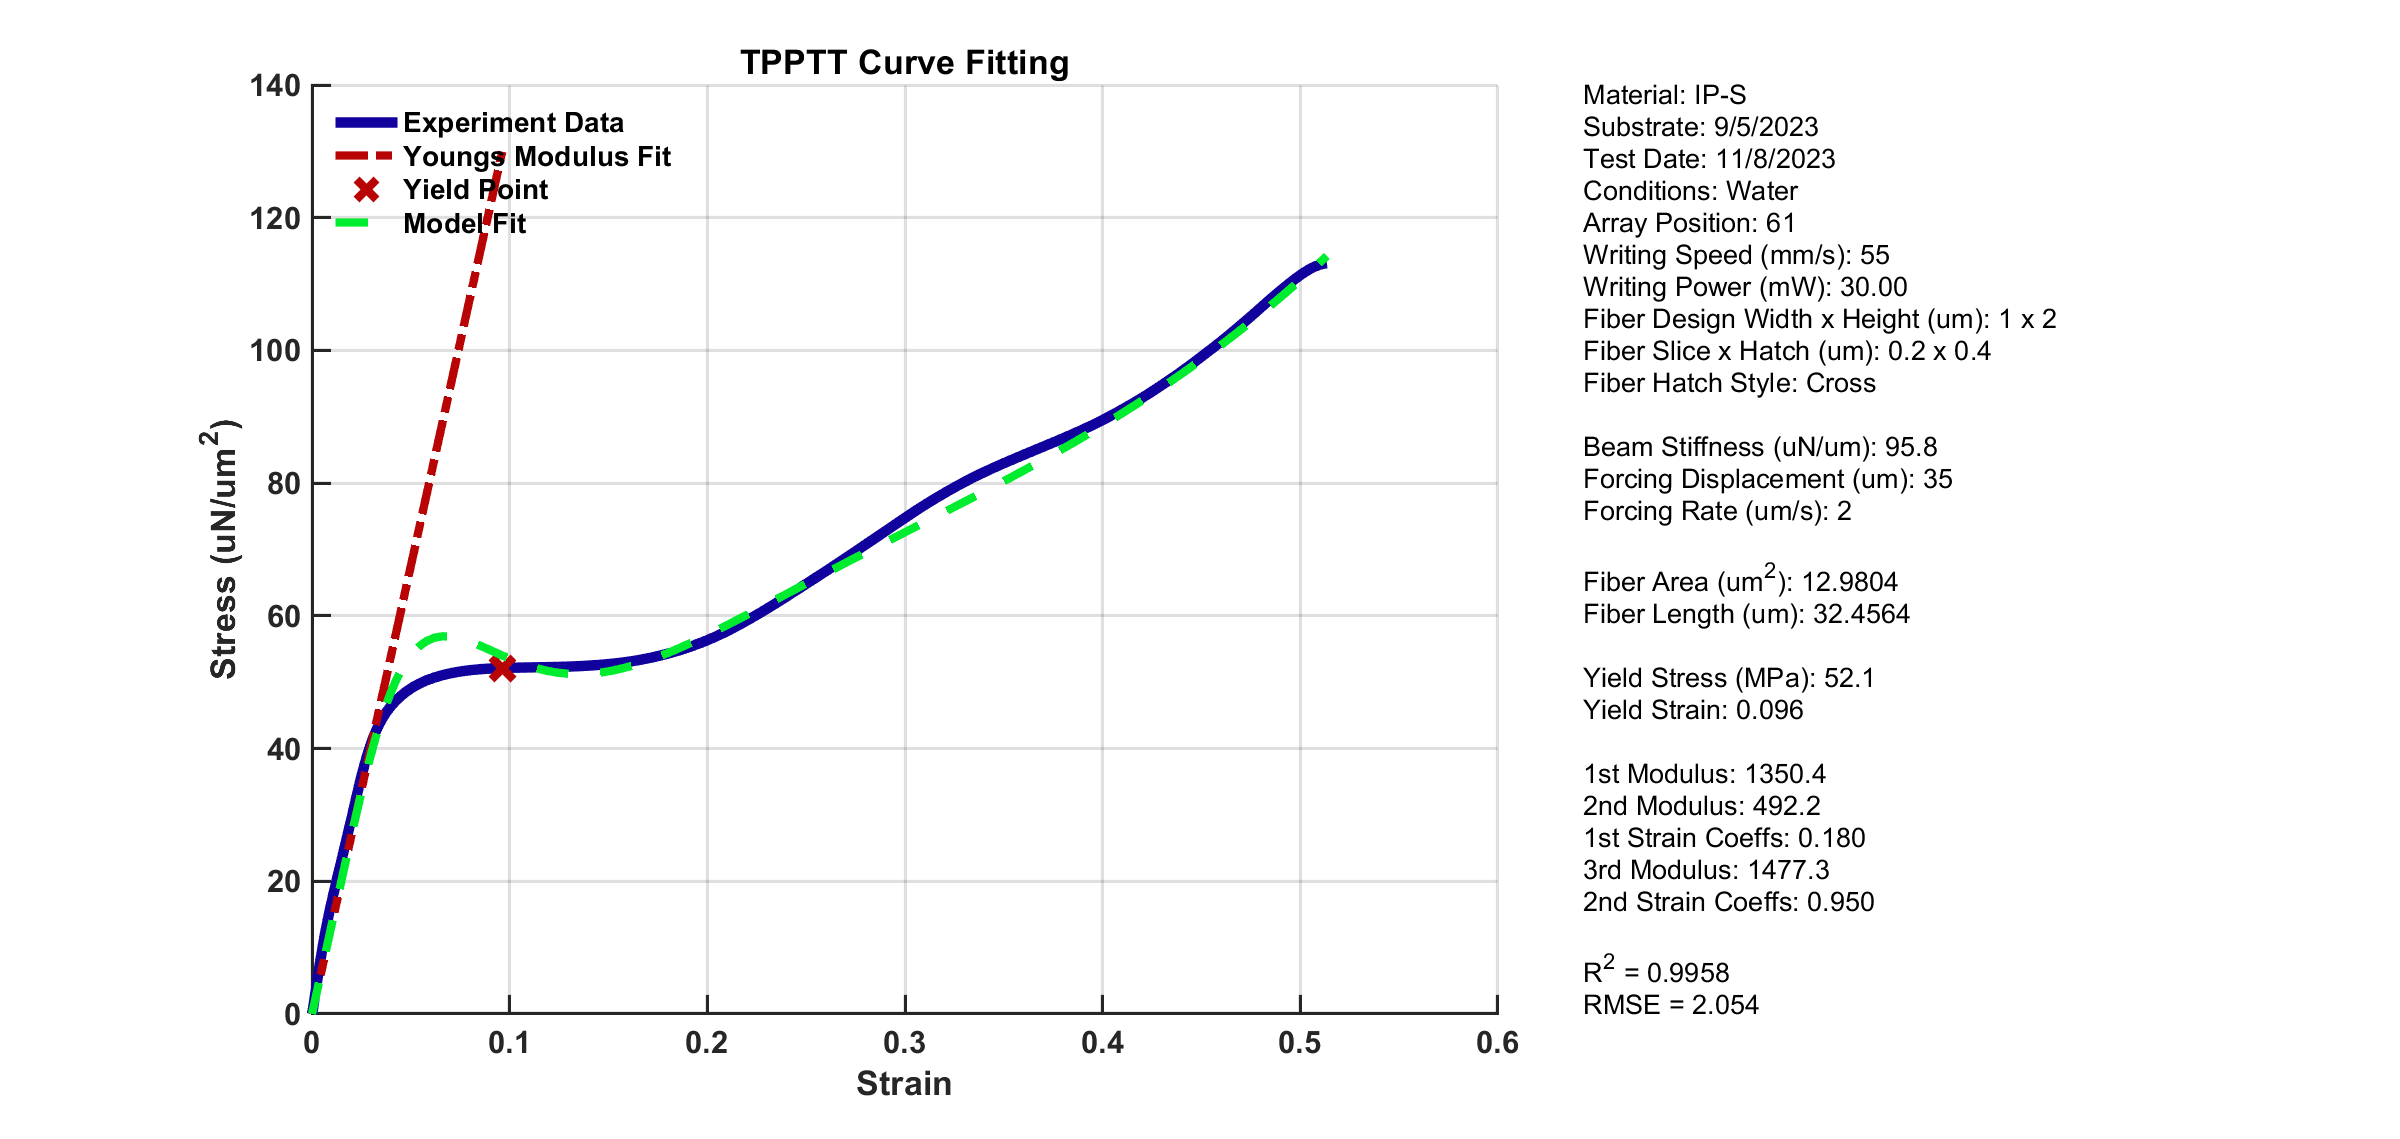 TPPTT Curve Fitting
140
120
100
80
60
40
20
0
Stress (uN/um²)
Experiment Data
Youngs Modulus Fit
Yield Point
Model Fit
0 0.1 0.2 0.3 0.4 0.5 0.6
Strain
Material: IP-S
Substrate: 9/5/2023
Test Date: 11/8/2023
Conditions: Water
Array Position: 61
Writing Speed (mm/s): 55
Writing Power (mW): 30.00
Fiber Design Width x Height (um): 1 x 2
Fiber Slice x Hatch (um): 0.2 x 0.4
Fiber Hatch Style: Cross
Beam Stiffness (uN/um): 95.8
Forcing Displacement (um): 35
Forcing Rate (um/s): 2
Fiber Area (um²): 12.9804
Fiber Length (um): 32.4564
Yield Stress (MPa): 52.1
Yield Strain: 0.096
1st Modulus: 1350.4
2nd Modulus: 492.2
1st Strain Coeffs: 0.180
3rd Modulus: 1477.3
2nd Strain Coeffs: 0.950
R² = 0.9958
RMSE = 2.054